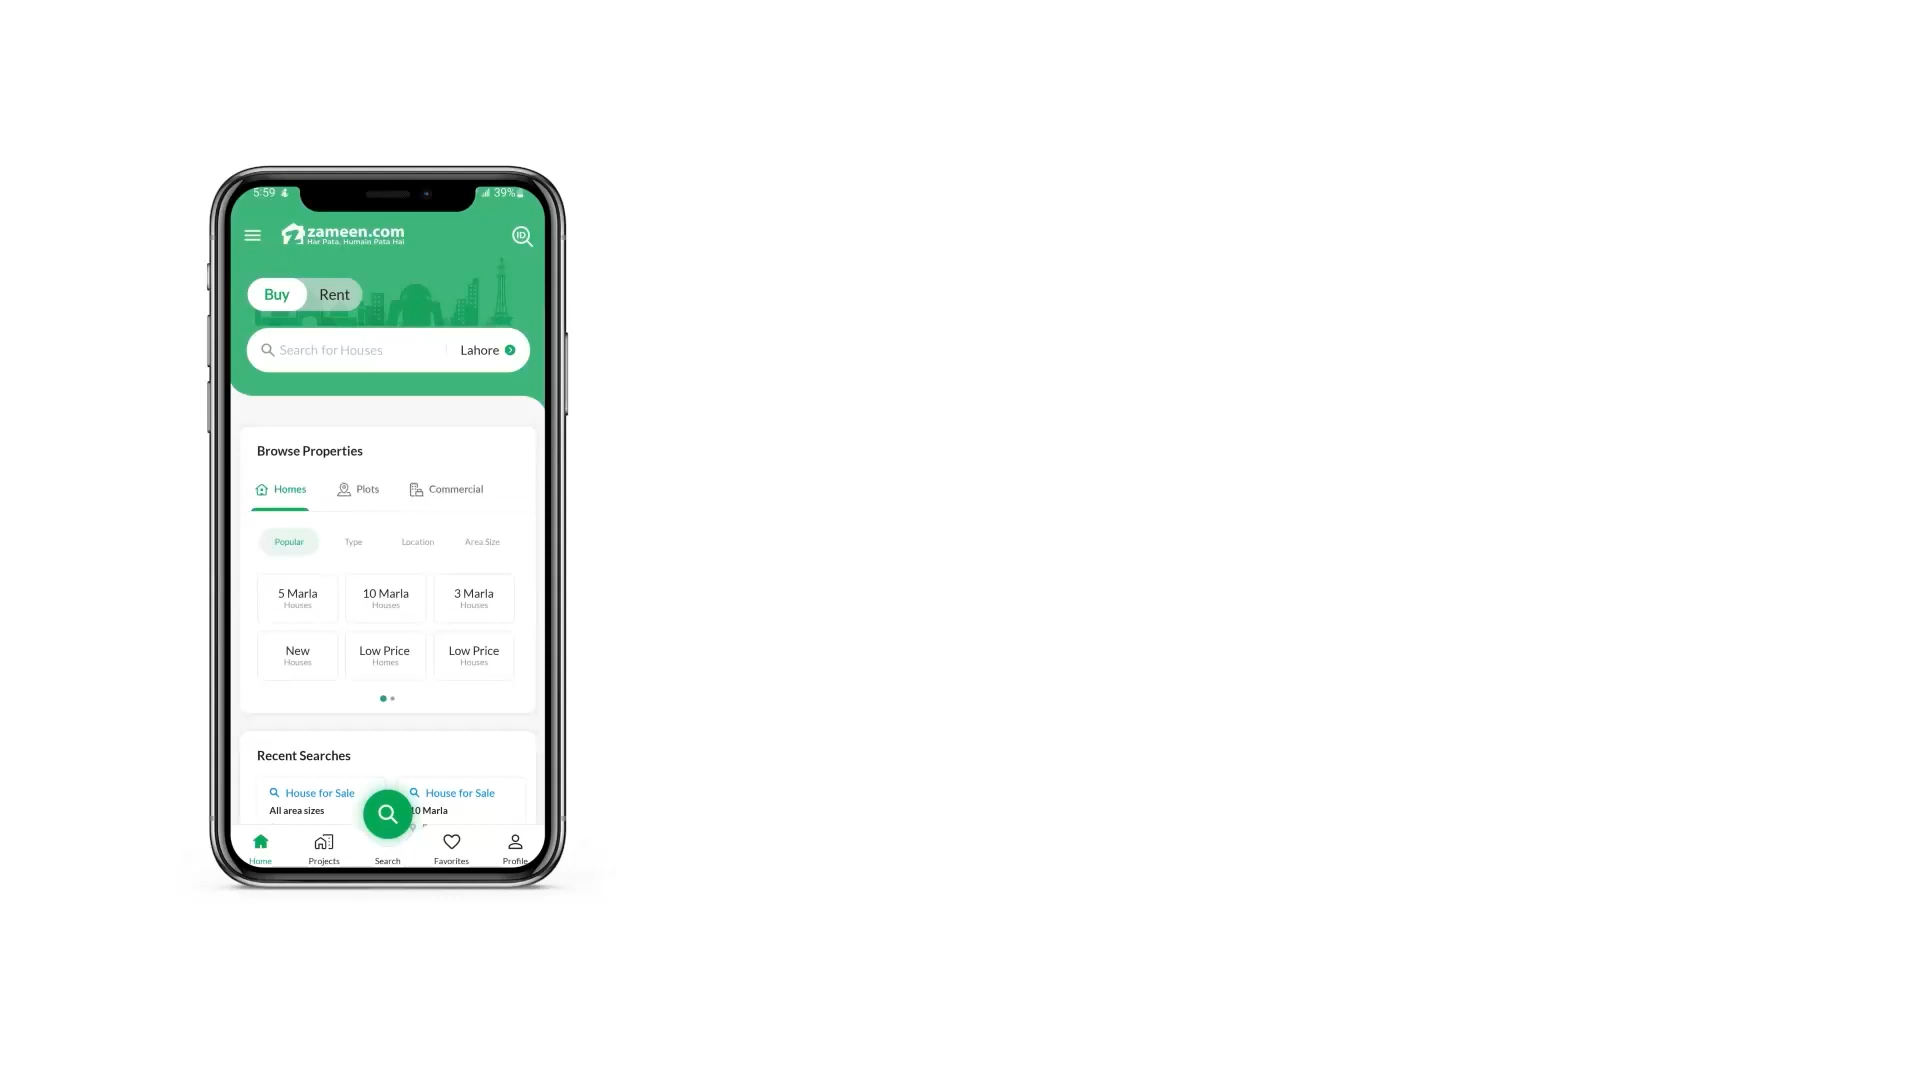 5:59 39%
zameen.com
Har Pata, Humain Pata Hai
ID
Buy Rent
Search for Houses Lahore
Browse Properties
Homes Plots Commercial
Popular Type Location Area Size
5 Marla 10 Marla 3 Marla
Houses Houses Houses
New Low Price Low Price
Houses Homes Houses
Recent Searches
House for Sale House for Sale
All area sizes 10 Marla
Home Projects Search Favorites Profile